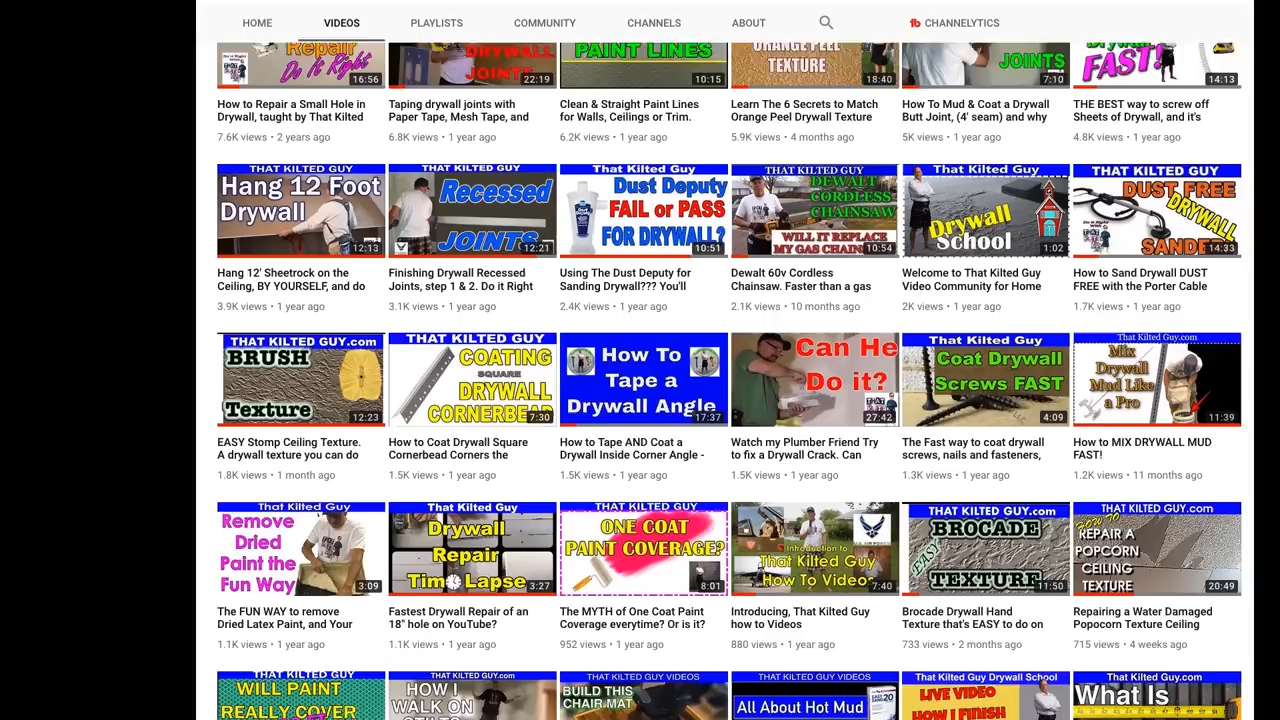 HOME VIDEOS PLAYLISTS COMMUNITY CHANNELS ABOUT CHANNELYTICS
Repair
Do It Right
16:56
DRYWALL
JOINTS
22:19
PAINT LINES
10:15
ORANGE PEEL
TEXTURE
18:40
JOINTS
7:10
Drywall
FAST!
14:13
How to Repair a Small Hole in
Drywall, taught by That Kilted
7.6K views • 2 years ago
Taping drywall joints with
Paper Tape, Mesh Tape, and
6.8K views • 1 year ago
Clean & Straight Paint Lines
for Walls, Ceilings or Trim.
6.2K views • 1 year ago
Learn The 6 Secrets to Match
Orange Peel Drywall Texture
5.9K views • 4 months ago
How To Mud & Coat a Drywall
Butt Joint, (4' seam) and why
5K views • 1 year ago
THE BEST way to screw off
Sheets of Drywall, and it's
4.8K views • 1 year ago
THAT KILTED GUY
Hang 12 Foot
Drywall
12:13
THAT KILTED GUY
Recessed
JOINTS
12:21
That Kilted Guy
Dust Deputy
FAIL or PASS
FOR DRYWALL?
10:51
THAT KILTED GUY
DEWALT
CORDLESS
CHAINSAW
WILL IT REPLACE
MY GAS CHAINSAW
10:54
THAT KILTED GUY
Drywall
School
1:02
THAT KILTED GUY
DUST FREE
DRYWALL
SANDER
14:33
Hang 12' Sheetrock on the
Ceiling, BY YOURSELF, and do
3.9K views • 1 year ago
Finishing Drywall Recessed
Joints, step 1 & 2. Do it Right
3.1K views • 1 year ago
Using The Dust Deputy for
Sanding Drywall??? You'll
2.4K views • 1 year ago
Dewalt 60v Cordless
Chainsaw. Faster than a gas
2.1K views • 10 months ago
Welcome to That Kilted Guy
Video Community for Home
2K views • 1 year ago
How to Sand Drywall DUST
FREE with the Porter Cable
1.7K views • 1 year ago
THAT KILTED GUY.com
BRUSH
Texture
12:23
THAT KILTED GUY
COATING
SQUARE
DRYWALL
CORNERBEAD
7:30
How To
Tape a
Drywall Angle
17:37
Can He
Do it?
27:42
That Kilted Guy
Coat Drywall
Screws FAST
4:09
That Kilted Guy.com
Mix
Drywall
Mud Like
a Pro
11:39
EASY Stomp Ceiling Texture.
A drywall texture you can do
1.8K views • 1 month ago
How to Coat Drywall Square
Cornerbead Corners the
1.5K views • 1 year ago
How to Tape AND Coat a
Drywall Inside Corner Angle -
1.5K views • 1 year ago
Watch my Plumber Friend Try
to fix a Drywall Crack. Can
1.5K views • 1 year ago
The Fast way to coat drywall
screws, nails and fasteners,
1.3K views • 1 year ago
How to MIX DRYWALL MUD
FAST!
1.2K views • 11 months ago
That Kilted Guy
Remove
Dried
Paint the
Fun Way
3:09
That Kilted Guy
Drywall
Repair
Time Lapse
3:27
THAT KILTED GUY
ONE COAT
PAINT COVERAGE?
8:01
U.S. AIR FORCE
Introduction to
That Kilted Guy
How To Videos
7:40
THAT KILTED GUY.com
BROCADE
(EASY)
TEXTURE
11:50
THAT KILTED GUY.com
HOW TO
REPAIR A
POPCORN
CEILING
TEXTURE
20:49
The FUN WAY to remove
Dried Latex Paint, and Your
1.1K views • 1 year ago
Fastest Drywall Repair of an
18" hole on YouTube?
1.1K views • 1 year ago
The MYTH of One Coat Paint
Coverage everytime? Or is it?
952 views • 1 year ago
Introducing, That Kilted Guy
how to Videos
880 views • 1 year ago
Brocade Drywall Hand
Texture that's EASY to do on
733 views • 2 months ago
Repairing a Water Damaged
Popcorn Texture Ceiling
715 views • 4 weeks ago
THAT KILTED GUY
WILL PAINT
REALLY COVER
THAT KILTED GUY.com
HOW I
WALK ON
STILTS
THAT KILTED GUY VIDEOS
BUILD THIS
CHAIR MAT
THAT KILTED GUY VIDEOS
All About Hot Mud
That Kilted Guy Drywall School
LIVE VIDEO
HOW I FINISH
That Kilted Guy.com
What Is